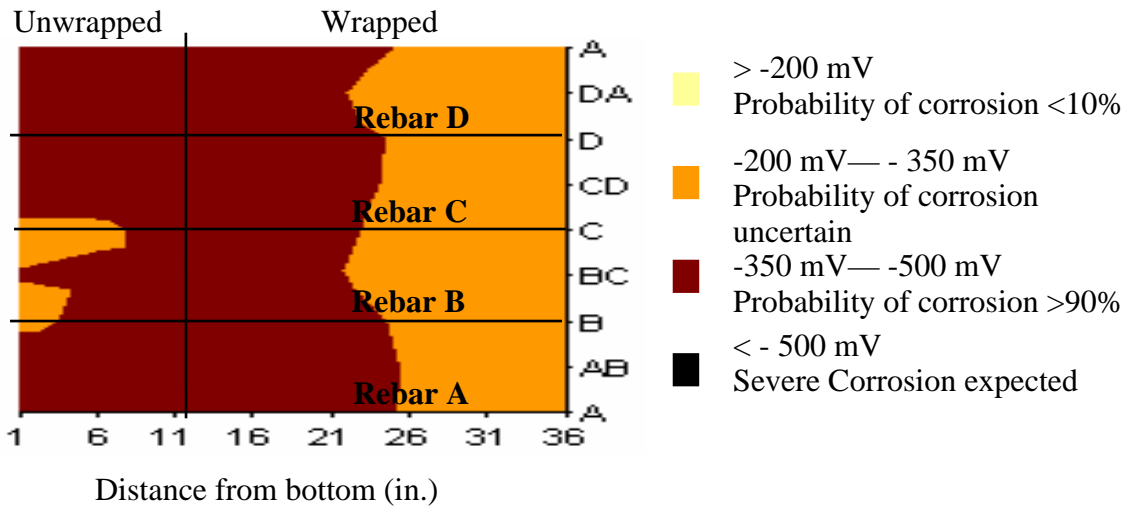 Unwrapped
Wrapped
A
DA
Rebar D
D
CD
Rebar C
C
BC
Rebar B
B
AB
Rebar A
A
1 6 11 16 21 26 31 36
Distance from bottom (in.)
> -200 mV
Probability of corrosion <10%
-200 mV— - 350 mV
Probability of corrosion
uncertain
-350 mV— -500 mV
Probability of corrosion >90%
< - 500 mV
Severe Corrosion expected